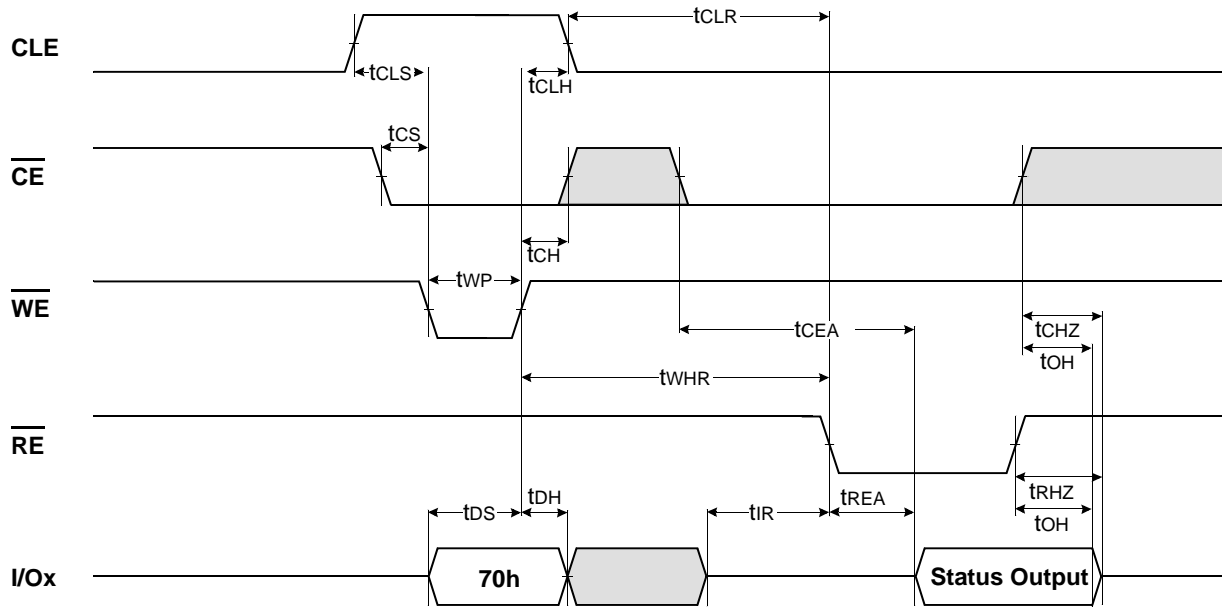 tCLR
CLE
tCLS
tCLH
tCS
CE
tCH
tWP
WE
tCEA
tCHZ
tOH
tWHR
RE
tDH
tRHZ
tDS
tIR
tREA
tOH
I/Ox
70h
Status Output